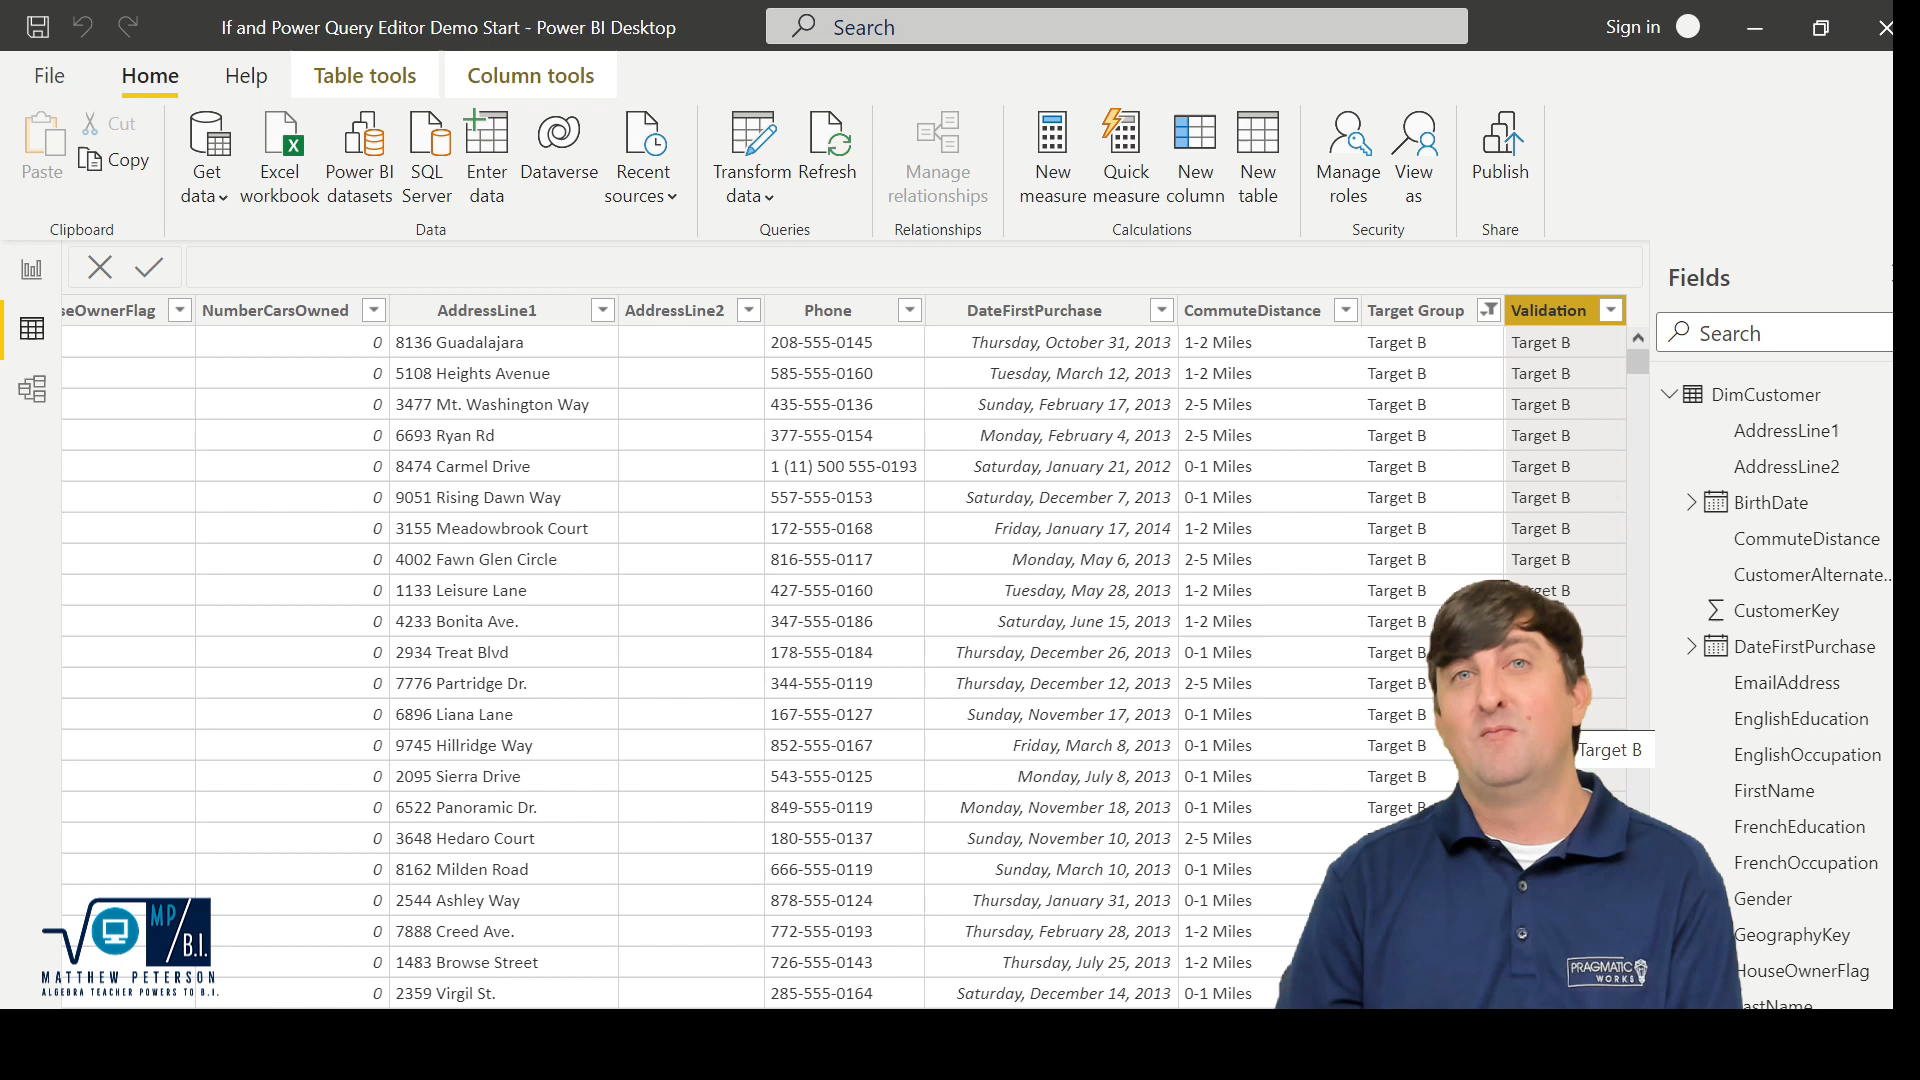 If and Power Query Editor Demo Start - Power BI Desktop
Search
Sign in
File
Home
Help
Table tools
Column tools
Paste
Cut
Copy
Get data
Excel workbook
Power BI datasets
SQL Server
Enter data
Dataverse
Recent sources
Transform data
Refresh
Manage relationships
New measure
Quick measure
New column
New table
Manage roles
View as
Publish
Clipboard
Data
Queries
Relationships
Calculations
Security
Share
seOwnerFlag NumberCarsOwned AddressLine1 AddressLine2 Phone DateFirstPurchase CommuteDistance Target Group Validation
0 8136 Guadalajara 208-555-0145 Thursday, October 31, 2013 1-2 Miles Target B Target B
0 5108 Heights Avenue 585-555-0160 Tuesday, March 12, 2013 1-2 Miles Target B Target B
0 3477 Mt. Washington Way 435-555-0136 Sunday, February 17, 2013 2-5 Miles Target B Target B
0 6693 Ryan Rd 377-555-0154 Monday, February 4, 2013 2-5 Miles Target B Target B
0 8474 Carmel Drive 1 (11) 500 555-0193 Saturday, January 21, 2012 0-1 Miles Target B Target B
0 9051 Rising Dawn Way 557-555-0153 Saturday, December 7, 2013 0-1 Miles Target B Target B
0 3155 Meadowbrook Court 172-555-0168 Friday, January 17, 2014 1-2 Miles Target B Target B
0 4002 Fawn Glen Circle 816-555-0117 Monday, May 6, 2013 2-5 Miles Target B Target B
0 1133 Leisure Lane 427-555-0160 Tuesday, May 28, 2013 1-2 Miles Target B rget B
0 4233 Bonita Ave. 347-555-0186 Saturday, June 15, 2013 1-2 Miles Target B
0 2934 Treat Blvd 178-555-0184 Thursday, December 26, 2013 0-1 Miles Target B
0 7776 Partridge Dr. 344-555-0119 Thursday, December 12, 2013 2-5 Miles Target B
0 6896 Liana Lane 167-555-0127 Sunday, November 17, 2013 0-1 Miles Target B
0 9745 Hillridge Way 852-555-0167 Friday, March 8, 2013 0-1 Miles Target B Target B
0 2095 Sierra Drive 543-555-0125 Monday, July 8, 2013 0-1 Miles Target B
0 6522 Panoramic Dr. 849-555-0119 Monday, November 18, 2013 0-1 Miles Target B
0 3648 Hedaro Court 180-555-0137 Sunday, November 10, 2013 2-5 Miles
0 8162 Milden Road 666-555-0119 Sunday, March 10, 2013 0-1 Miles
0 2544 Ashley Way 878-555-0124 Thursday, January 31, 2013 0-1 Miles
0 7888 Creed Ave. 772-555-0193 Thursday, February 28, 2013 1-2 Miles
0 1483 Browse Street 726-555-0143 Thursday, July 25, 2013 1-2 Miles
0 2359 Virgil St. 285-555-0164 Saturday, December 14, 2013 0-1 Miles
Fields
Search
DimCustomer
AddressLine1
AddressLine2
BirthDate
CommuteDistance
CustomerAlternate..
CustomerKey
DateFirstPurchase
EmailAddress
EnglishEducation
EnglishOccupation
FirstName
FrenchEducation
FrenchOccupation
Gender
GeographyKey
HouseOwnerFlag
LastName
MP/B.I.
MATTHEW PETERSON
ALGEBRA TEACHER POWERS TO B.I.
PRAGMATIC
WORKS